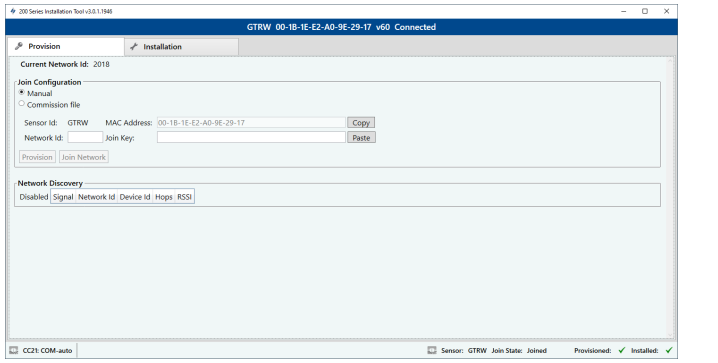 200 Series Installation Tool v3.0.1.1946
GTRW 00-1B-1E-E2-A0-9E-29-17 v60 Connected
Provision Installation
Current Network Id: 2018
Join Configuration
Manual
Commission file
Sensor Id: GTRW MAC Address: 00-1B-1E-E2-A0-9E-29-17 Copy
Network Id: Join Key: Paste
Provision Join Network
Network Discovery
Disabled Signal Network Id Device Id Hops RSSI
CC21: COM-auto Sensor: GTRW Join State: Joined Provisioned: ✓ Installed: ✓